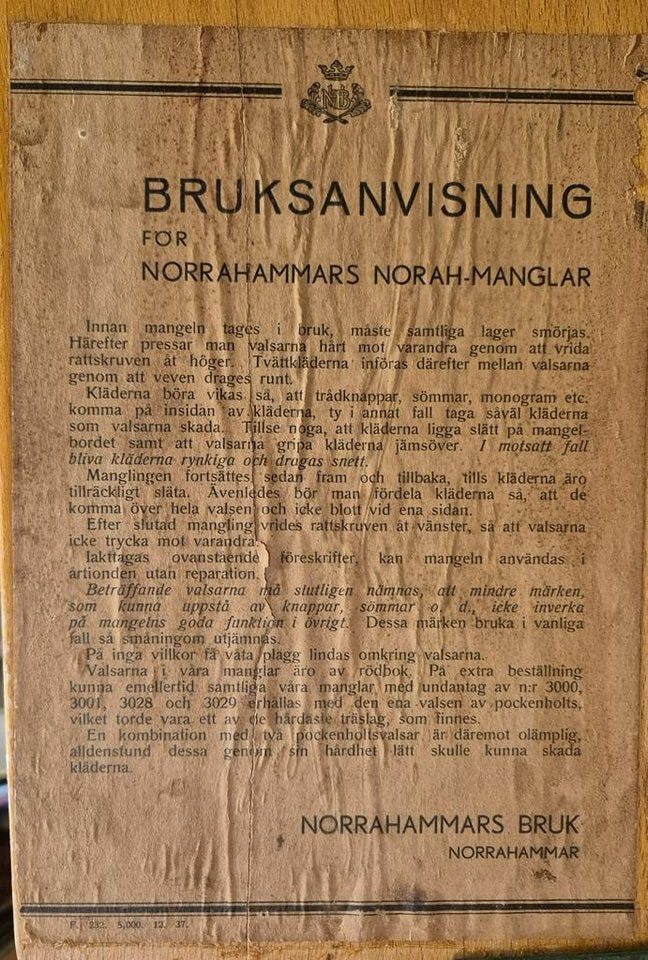 NB
BRUKSANVISNING
FÖR
NORRAHAMMARS NORAH-MANGLAR
Innan mangeln tages i bruk, måste samtliga lager smörjas.
Härefter pressar man valsarna hårt mot varandra genom att vrida
rattskruven åt höger. Tvättkläderna införas därefter mellan valsarna
genom att veven drages runt.
Kläderna böra vikas så, att trådknappar, sömmar, monogram etc.
komma på insidan av kläderna, ty i annat fall taga såväl kläderna
som valsarna skada. Tillse noga, att kläderna ligga slätt på mangel-
bordet samt att valsarna gripa kläderna jämsöver. I motsatt fall
bliva kläderna rynkiga och dragas snett.
Manglingen fortsättes sedan fram och tillbaka, tills kläderna äro
tillräckligt släta. Ävenledes bör man fördela kläderna så, att de
komma över hela valsen och icke blott vid ena sidan.
Efter slutad mangling vrides rattskruven åt vänster, så att valsarna
icke trycka mot varandra.
Iakttagas ovanstående föreskrifter, kan mangeln användas i
årtionden utan reparation.
Beträffande valsarna må slutligen nämnas, att mindre märken,
som kunna uppstå av knappar, sömmar o. d., icke inverka
på mangelns goda funktion i övrigt. Dessa märken bruka i vanliga
fall så småningom utjämnas.
På inga villkor få våta plagg lindas omkring valsarna.
Valsarna i våra manglar äro av rödbok. På extra beställning
kunna emellertid samtliga våra manglar med undantag av n:r 3000,
3001, 3028 och 3029 erhållas med den ena valsen av pockenholts,
vilket torde vara ett av de hårdaste träslag, som finnes.
En kombination med två pockenholtsvalsar är däremot olämplig,
alldenstund dessa genom sin hårdhet lätt skulle kunna skada
kläderna.
NORRAHAMMARS BRUK
NORRAHAMMAR
F. 232. 5,000. 12. 37.